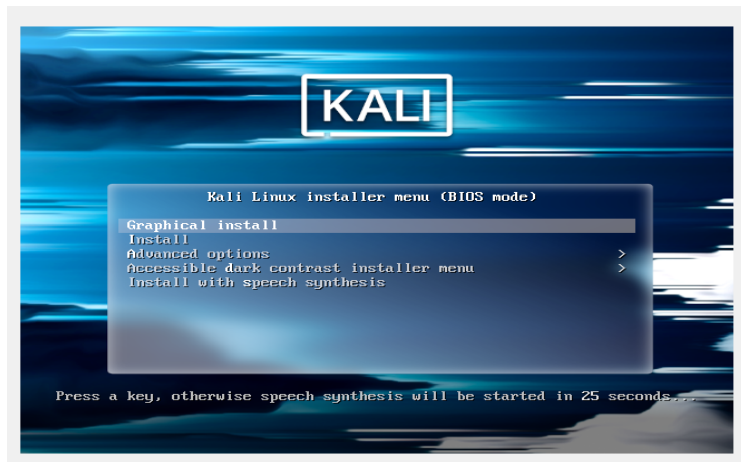 KALI
Kali Linux installer menu (BIOS mode)
Graphical install
Install
Advanced options >
Accessible dark contrast installer menu >
Install with speech synthesis
Press a key, otherwise speech synthesis will be started in 25 seconds...